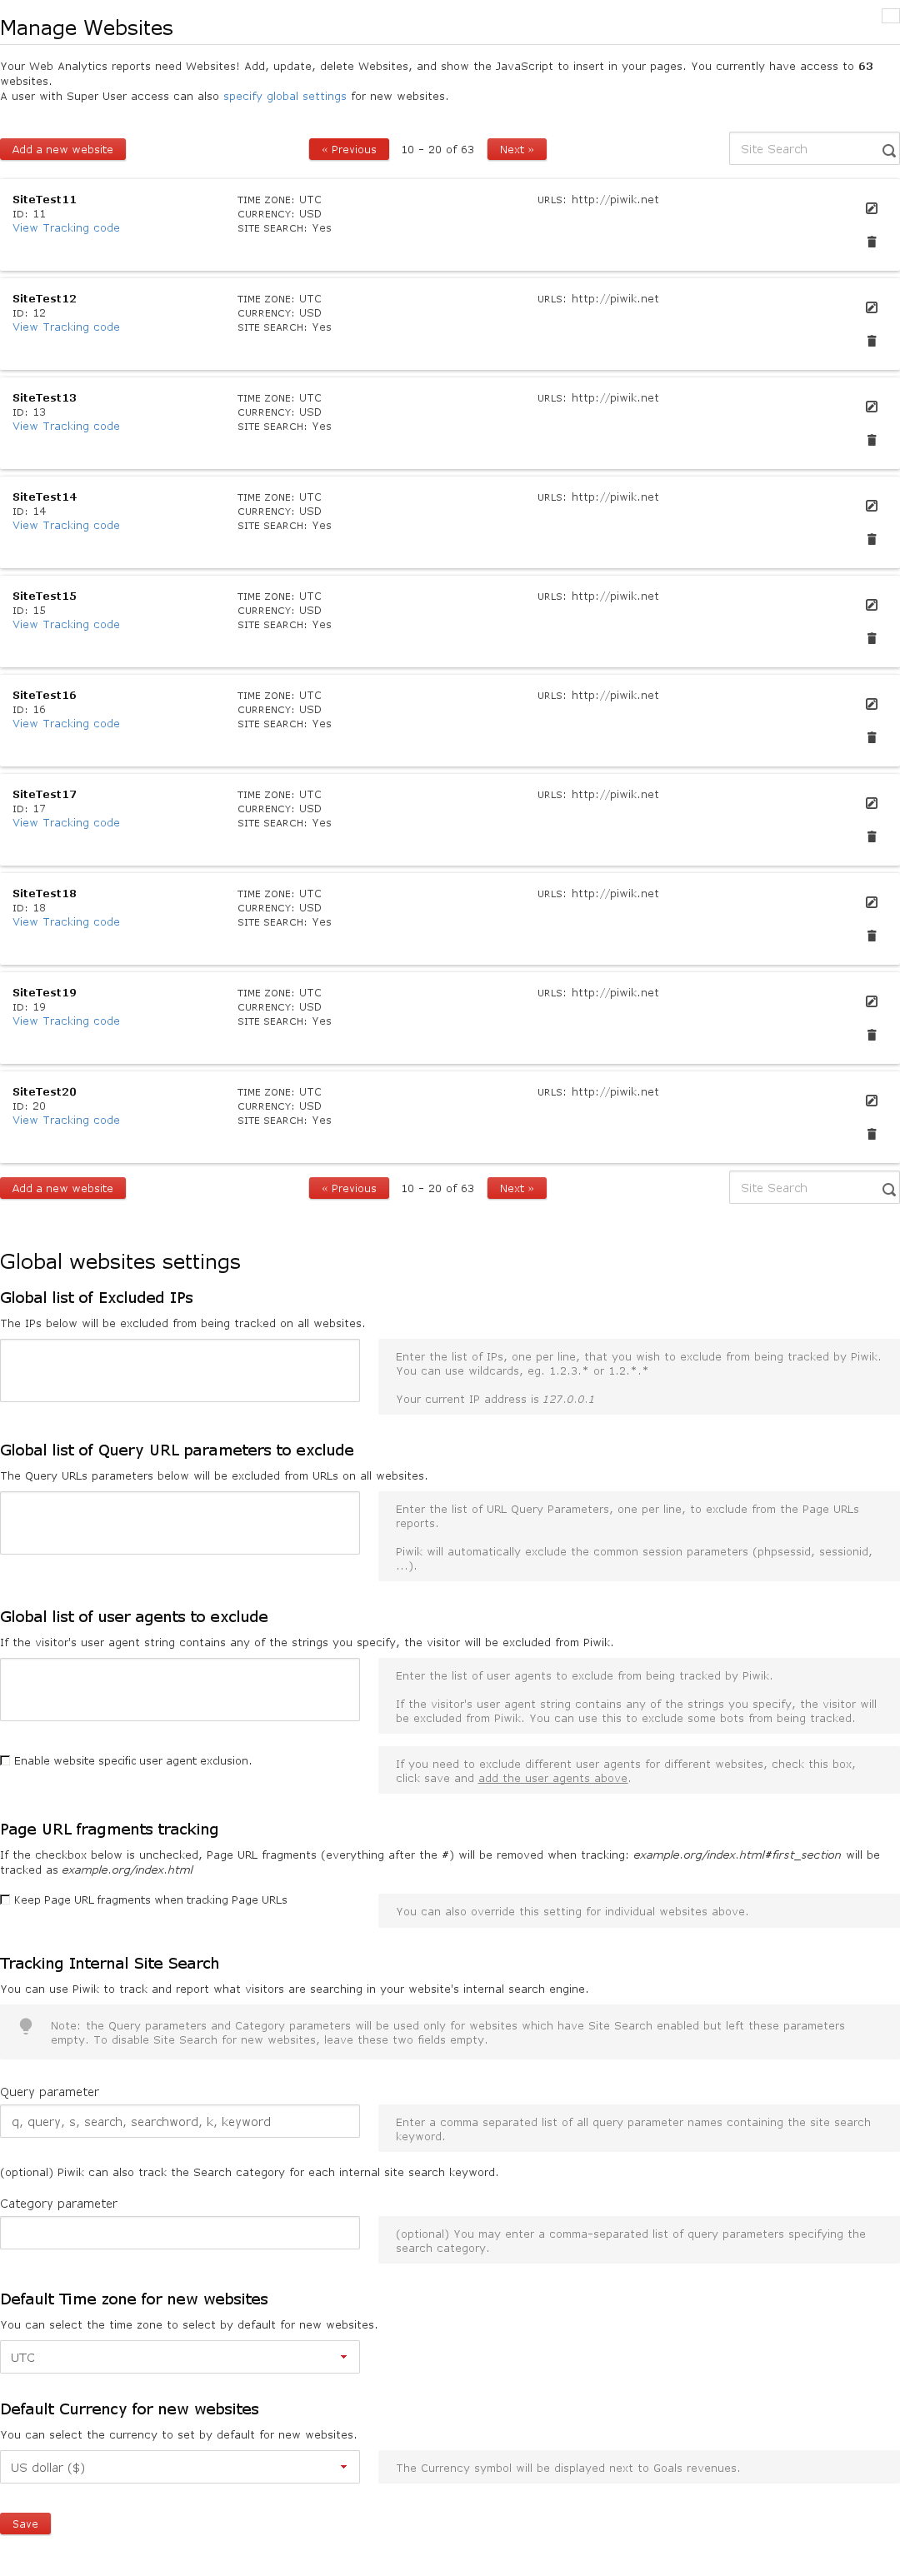 Manage Websites
Your Web Analytics reports need Websites! Add, update, delete Websites, and show the JavaScript to insert in your pages. You currently have access to 63
websites.
A user with Super User access can also specify global settings for new websites.
Add a new website « Previous 10 - 20 of 63 Next » Site Search
SiteTest11 TIME ZONE: UTC URLS: http://piwik.net
ID: 11 CURRENCY: USD
View Tracking code SITE SEARCH: Yes
SiteTest12 TIME ZONE: UTC URLS: http://piwik.net
ID: 12 CURRENCY: USD
View Tracking code SITE SEARCH: Yes
SiteTest13 TIME ZONE: UTC URLS: http://piwik.net
ID: 13 CURRENCY: USD
View Tracking code SITE SEARCH: Yes
SiteTest14 TIME ZONE: UTC URLS: http://piwik.net
ID: 14 CURRENCY: USD
View Tracking code SITE SEARCH: Yes
SiteTest15 TIME ZONE: UTC URLS: http://piwik.net
ID: 15 CURRENCY: USD
View Tracking code SITE SEARCH: Yes
SiteTest16 TIME ZONE: UTC URLS: http://piwik.net
ID: 16 CURRENCY: USD
View Tracking code SITE SEARCH: Yes
SiteTest17 TIME ZONE: UTC URLS: http://piwik.net
ID: 17 CURRENCY: USD
View Tracking code SITE SEARCH: Yes
SiteTest18 TIME ZONE: UTC URLS: http://piwik.net
ID: 18 CURRENCY: USD
View Tracking code SITE SEARCH: Yes
SiteTest19 TIME ZONE: UTC URLS: http://piwik.net
ID: 19 CURRENCY: USD
View Tracking code SITE SEARCH: Yes
SiteTest20 TIME ZONE: UTC URLS: http://piwik.net
ID: 20 CURRENCY: USD
View Tracking code SITE SEARCH: Yes
Add a new website « Previous 10 - 20 of 63 Next » Site Search
Global websites settings
Global list of Excluded IPs
The IPs below will be excluded from being tracked on all websites.
Enter the list of IPs, one per line, that you wish to exclude from being tracked by Piwik.
You can use wildcards, eg. 1.2.3.* or 1.2.*.*
Your current IP address is 127.0.0.1
Global list of Query URL parameters to exclude
The Query URLs parameters below will be excluded from URLs on all websites.
Enter the list of URL Query Parameters, one per line, to exclude from the Page URLs
reports.
Piwik will automatically exclude the common session parameters (phpsessid, sessionid,
...).
Global list of user agents to exclude
If the visitor's user agent string contains any of the strings you specify, the visitor will be excluded from Piwik.
Enter the list of user agents to exclude from being tracked by Piwik.
If the visitor's user agent string contains any of the strings you specify, the visitor will
be excluded from Piwik. You can use this to exclude some bots from being tracked.
Enable website specific user agent exclusion.
If you need to exclude different user agents for different websites, check this box,
click save and add the user agents above.
Page URL fragments tracking
If the checkbox below is unchecked, Page URL fragments (everything after the #) will be removed when tracking: example.org/index.html#first_section will be
tracked as example.org/index.html
Keep Page URL fragments when tracking Page URLs
You can also override this setting for individual websites above.
Tracking Internal Site Search
You can use Piwik to track and report what visitors are searching in your website's internal search engine.
Note: the Query parameters and Category parameters will be used only for websites which have Site Search enabled but left these parameters
empty. To disable Site Search for new websites, leave these two fields empty.
Query parameter
q, query, s, search, searchword, k, keyword
Enter a comma separated list of all query parameter names containing the site search
keyword.
(optional) Piwik can also track the Search category for each internal site search keyword.
Category parameter
(optional) You may enter a comma-separated list of query parameters specifying the
search category.
Default Time zone for new websites
You can select the time zone to select by default for new websites.
UTC
Default Currency for new websites
You can select the currency to set by default for new websites.
US dollar ($)
The Currency symbol will be displayed next to Goals revenues.
Save